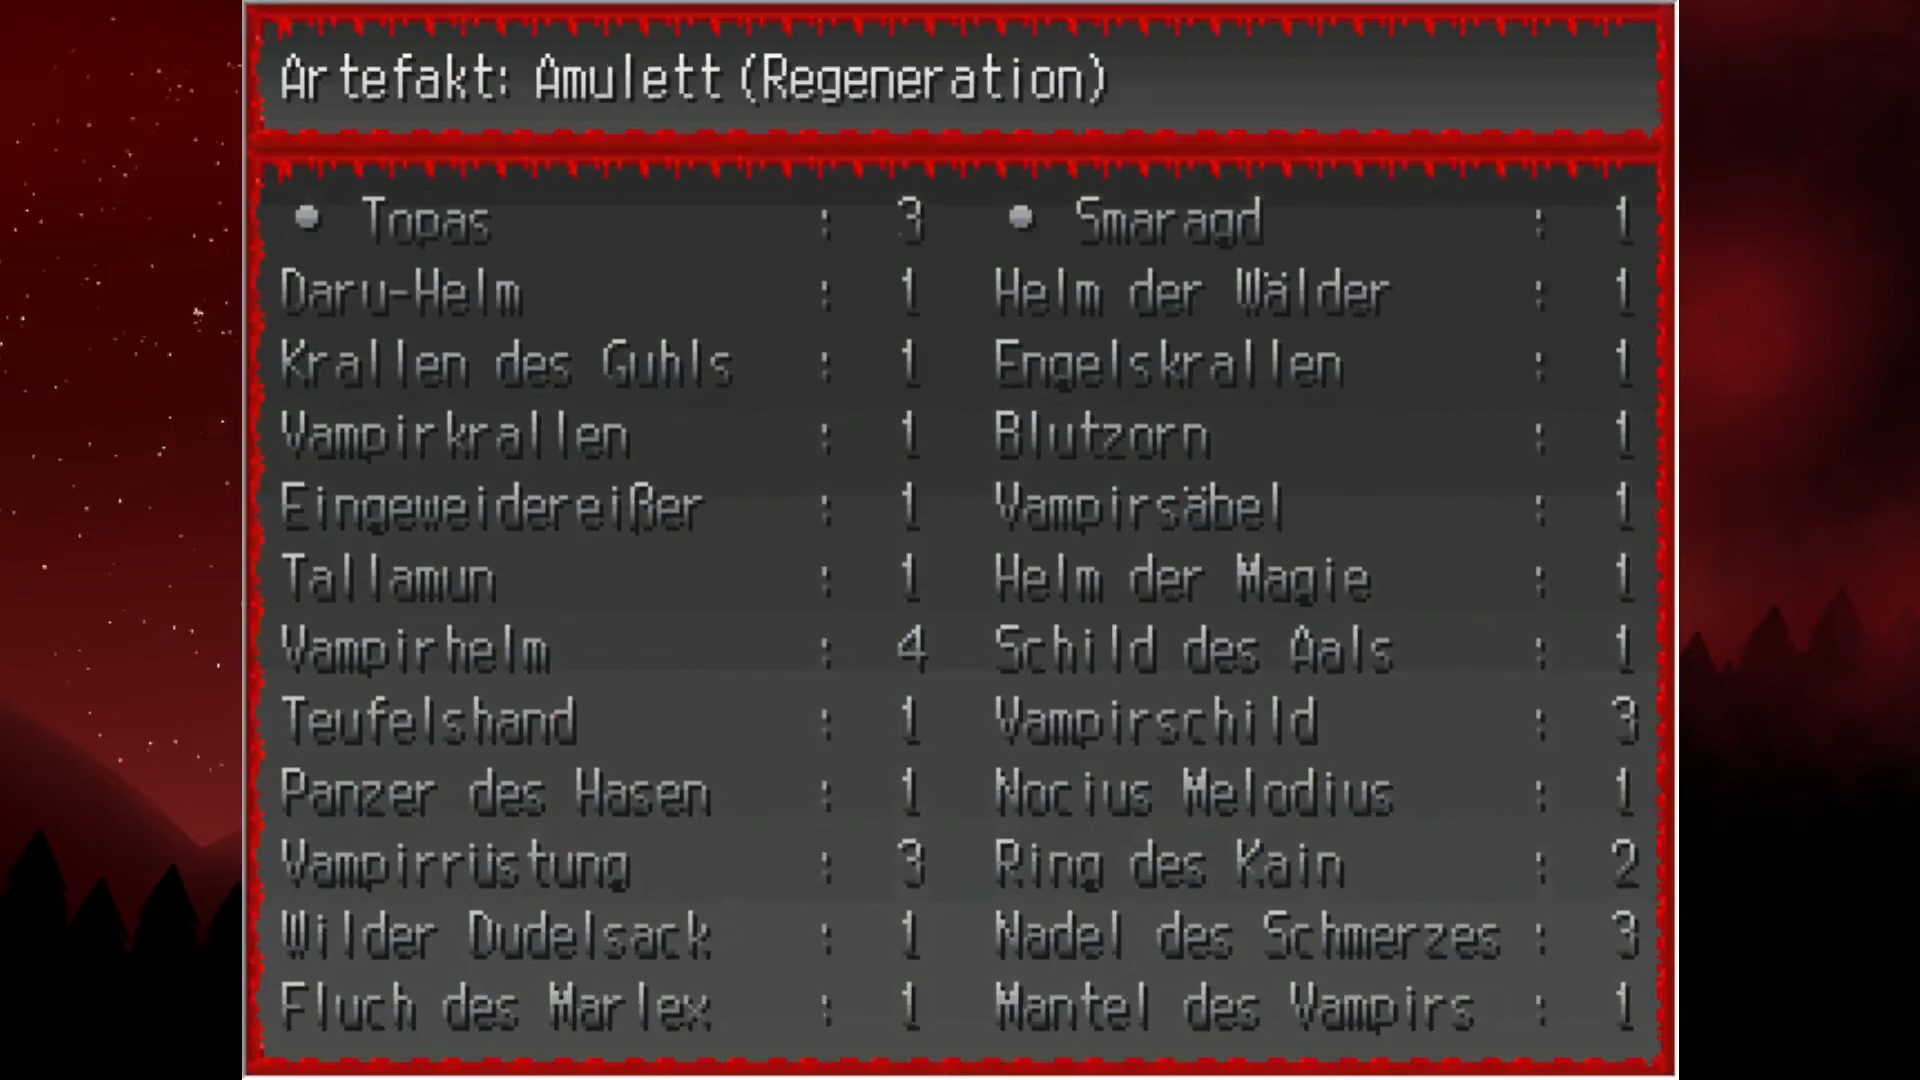 Artefakt: Amulett (Regeneration)
• Topas : 3 • Smaragd : 1
Daru-Helm : 1 Helm der Wälder : 1
Krallen des Guhls : 1 Engelskrallen : 1
Vampirkrallen : 1 Blutzorn : 1
Eingeweidereißer : 1 Vampirsäbel : 1
Tallamun : 1 Helm der Magie : 1
Vampirhelm : 4 Schild des Aals : 1
Teufelshand : 1 Vampirschild : 3
Panzer des Hasen : 1 Nocius Melodius : 1
Vampirrüstung : 3 Ring des Kain : 2
Wilder Dudelsack : 1 Nadel des Schmerzes : 3
Fluch des Marlex : 1 Mantel des Vampirs : 1